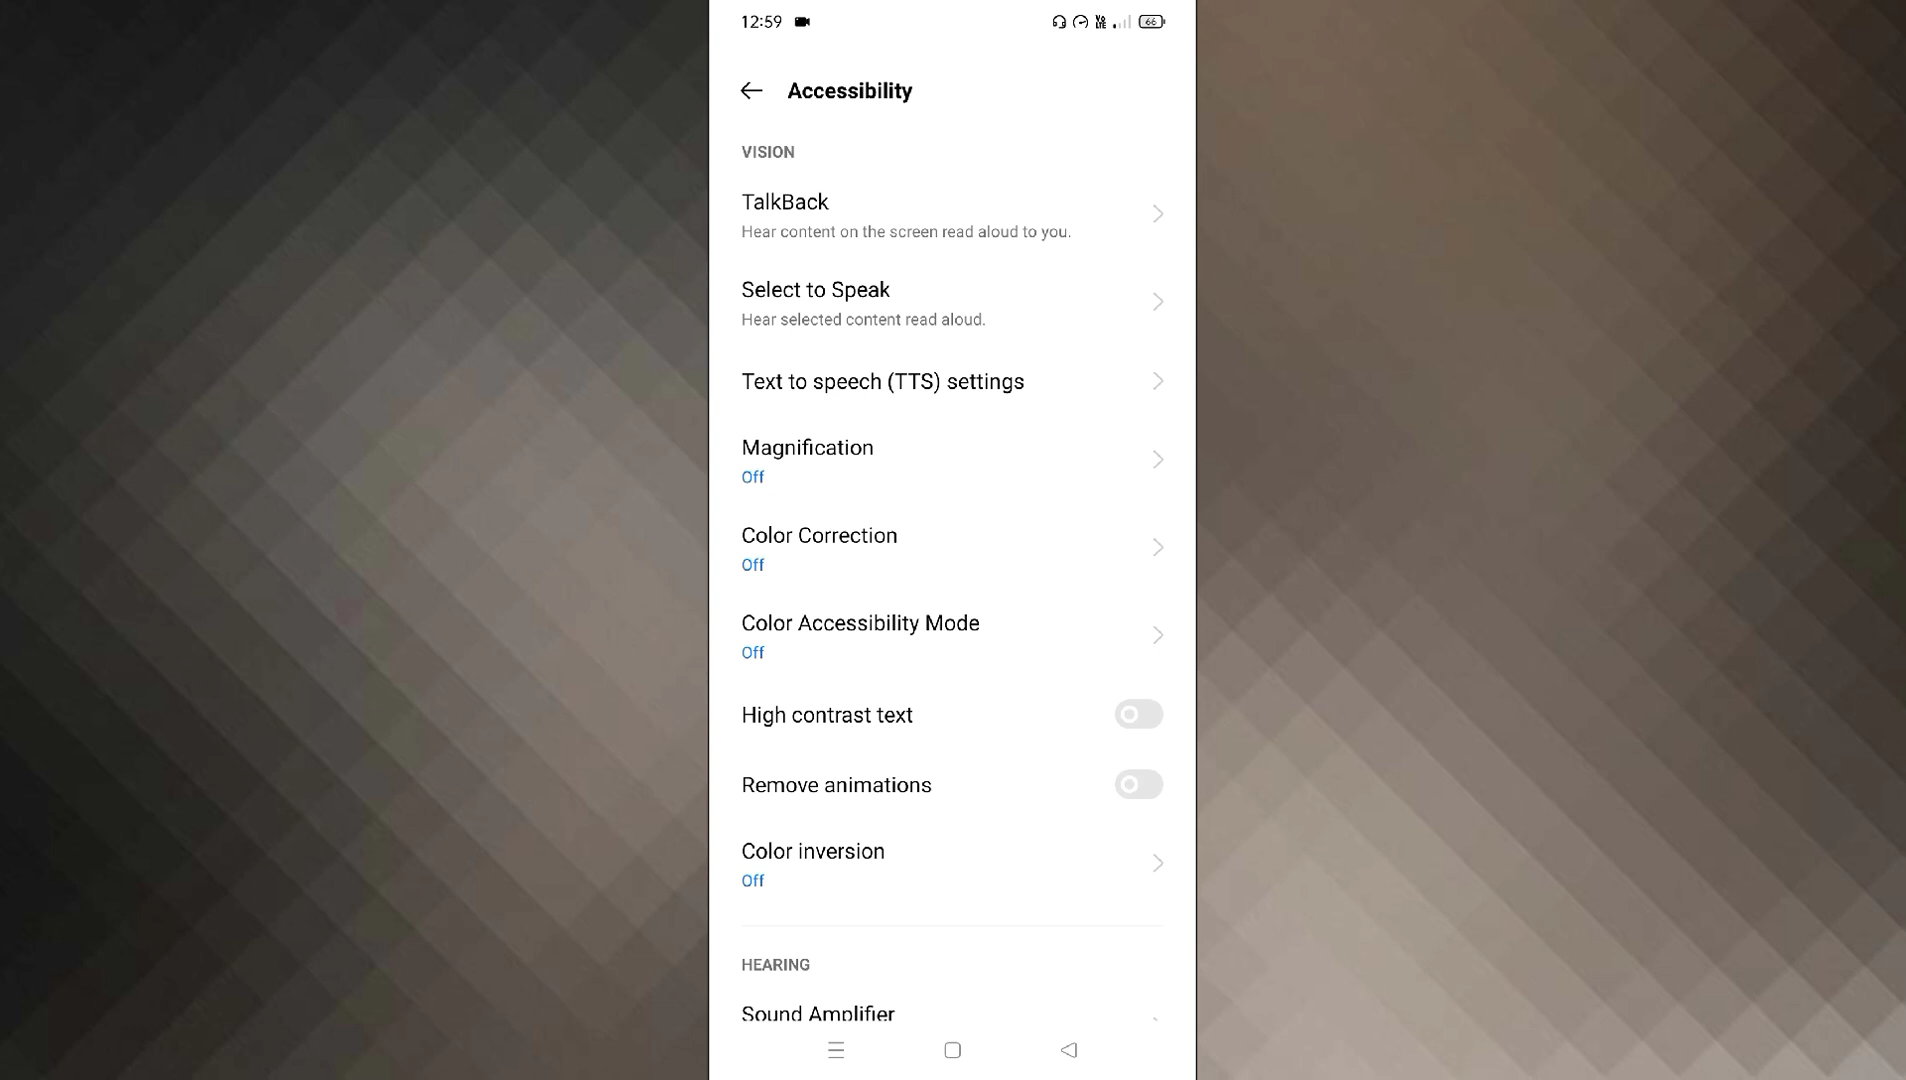 12:59 66
Accessibility
VISION
TalkBack
Hear content on the screen read aloud to you.
Select to Speak
Hear selected content read aloud.
Text to speech (TTS) settings
Magnification
Off
Color Correction
Off
Color Accessibility Mode
Off
High contrast text
Remove animations
Color inversion
Off
HEARING
Sound Amplifier